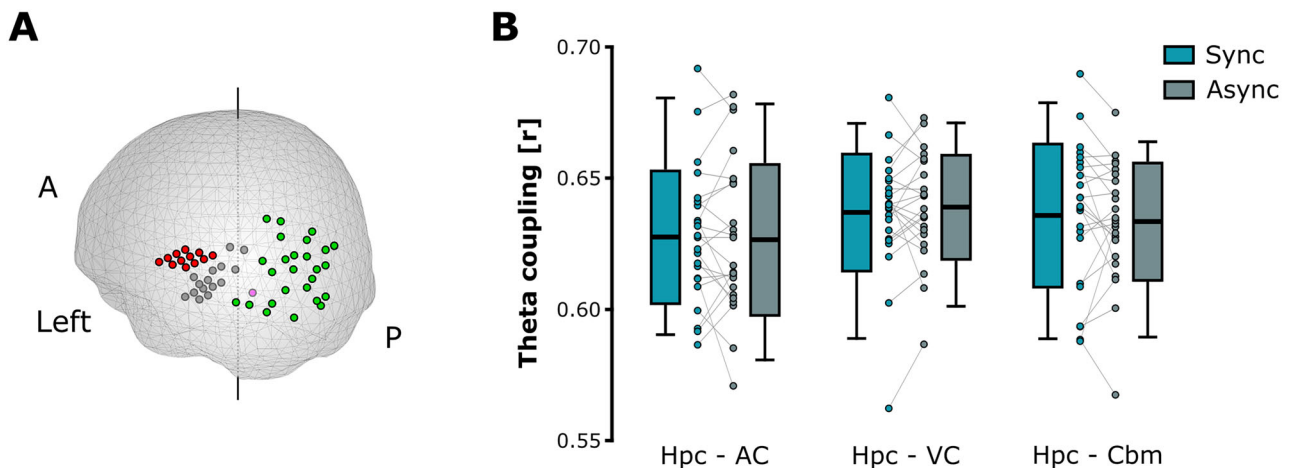 A
B
A
Left
P
Theta coupling [r]
0.70
0.65
0.60
0.55
Sync
Async
Hpc - AC
Hpc - VC
Hpc - Cbm